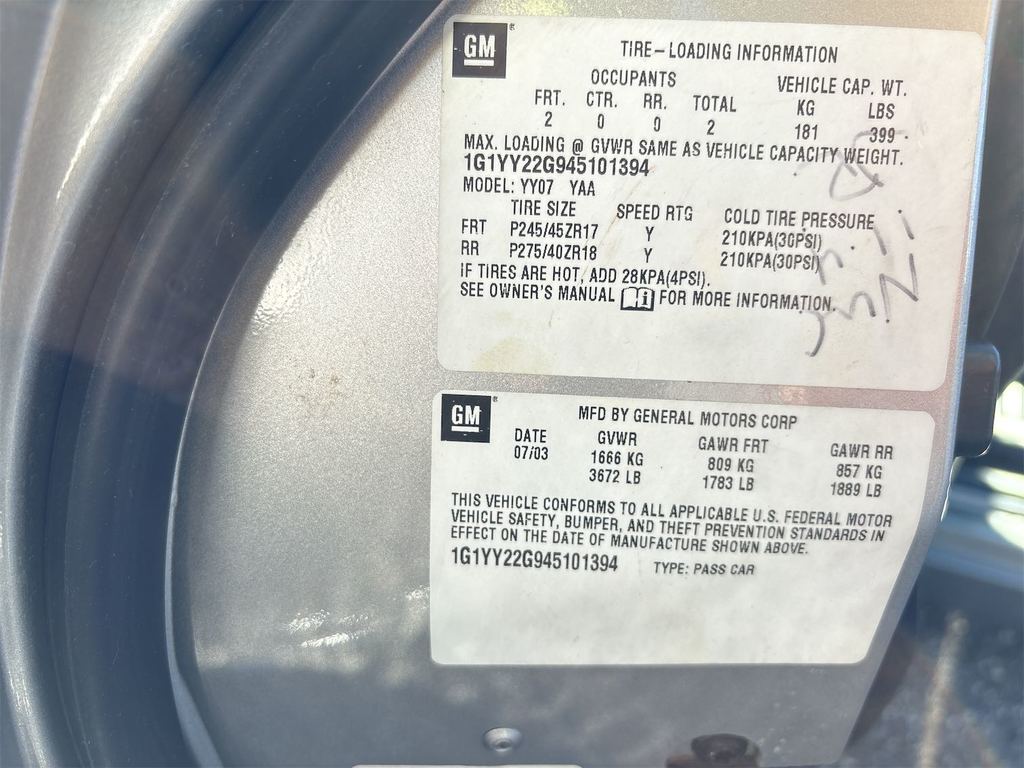 GM
TIRE-LOADING INFORMATION
OCCUPANTS VEHICLE CAP. WT.
FRT. CTR. RR. TOTAL KG LBS
2 0 0 2 181 399
MAX. LOADING @ GVWR SAME AS VEHICLE CAPACITY WEIGHT.
1G1YY22G945101394
MODEL: YY07 YAA
TIRE SIZE SPEED RTG COLD TIRE PRESSURE
FRT P245/45ZR17 Y 210KPA(30PSI)
RR P275/40ZR18 Y 210KPA(30PSI)
IF TIRES ARE HOT, ADD 28KPA(4PSI).
SEE OWNER'S MANUAL FOR MORE INFORMATION.
GM
MFD BY GENERAL MOTORS CORP
DATE GVWR GAWR FRT GAWR RR
07/03 1666 KG 809 KG 857 KG
3672 LB 1783 LB 1889 LB
THIS VEHICLE CONFORMS TO ALL APPLICABLE U.S. FEDERAL MOTOR
VEHICLE SAFETY, BUMPER, AND THEFT PREVENTION STANDARDS IN
EFFECT ON THE DATE OF MANUFACTURE SHOWN ABOVE.
1G1YY22G945101394 TYPE: PASS CAR